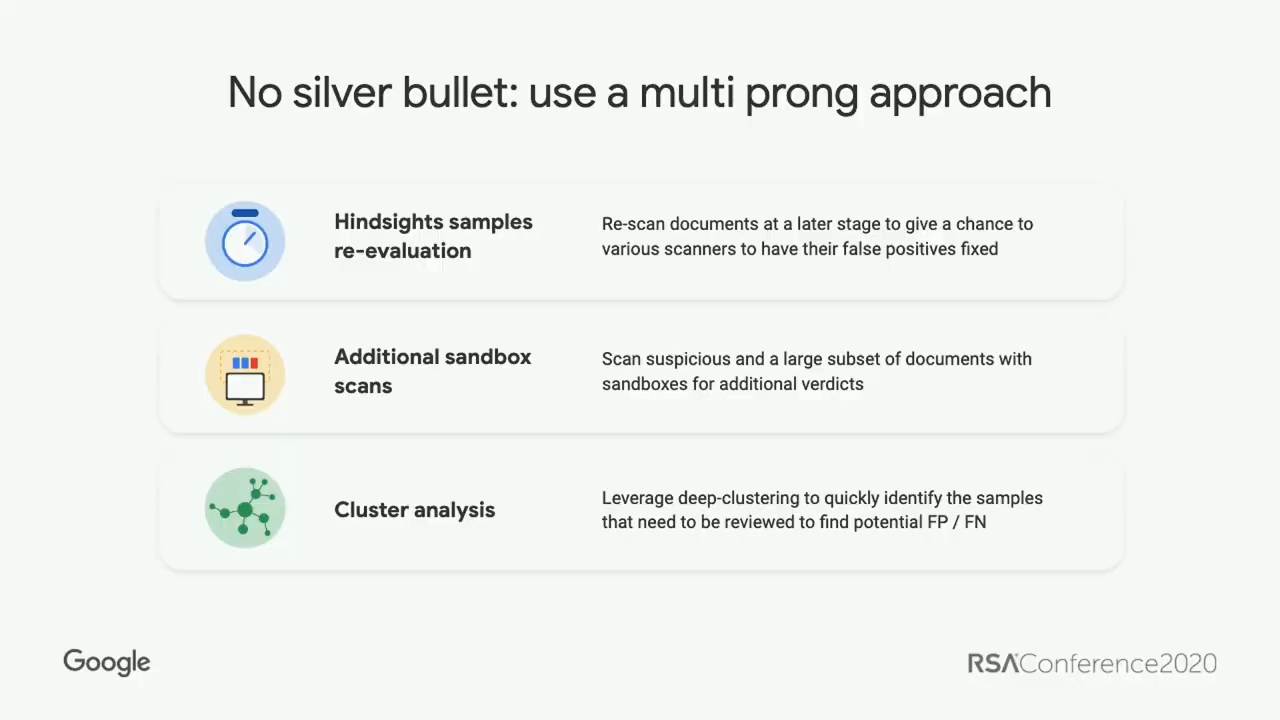 No silver bullet: use a multi prong approach
Hindsights samples
re-evaluation
Re-scan documents at a later stage to give a chance to
various scanners to have their false positives fixed
Additional sandbox
scans
Scan suspicious and a large subset of documents with
sandboxes for additional verdicts
Cluster analysis
Leverage deep-clustering to quickly identify the samples
that need to be reviewed to find potential FP / FN
Google
RSAConference2020